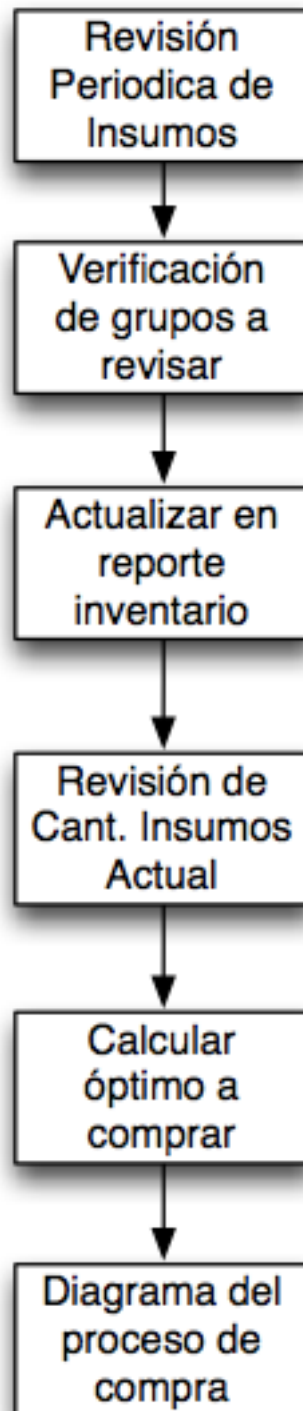 Revisión
Periodica de
Insumos
Verificación
de grupos a
revisar
Actualizar en
reporte
inventario
Revisión de
Cant. Insumos
Actual
Calcular
óptimo a
comprar
Diagrama del
proceso de
compra